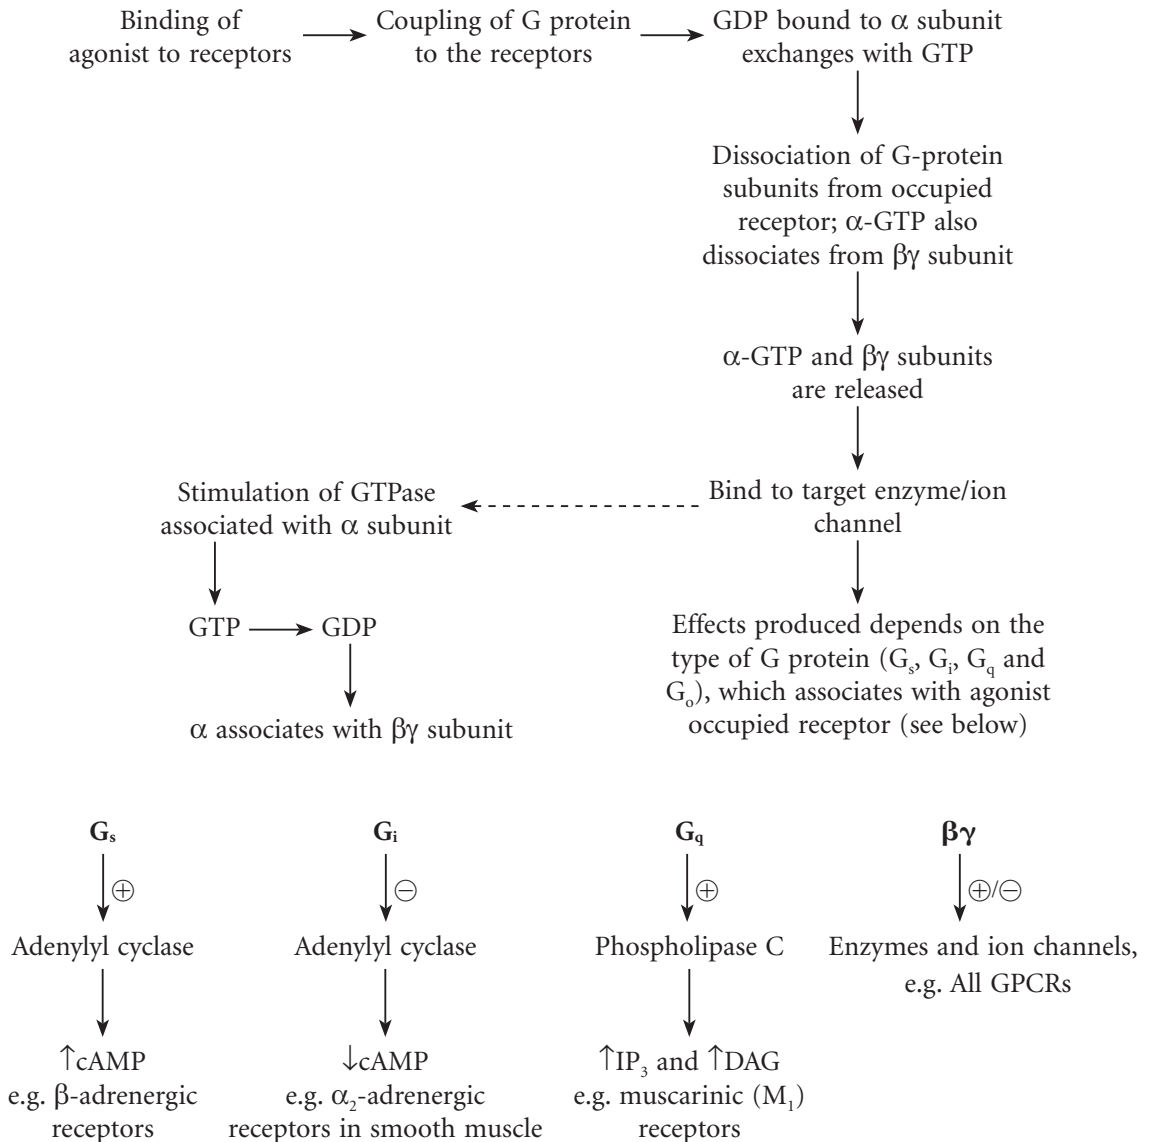 Binding of
agonist to receptors
Coupling of G protein
to the receptors
GDP bound to α subunit
exchanges with GTP
Dissociation of G-protein
subunits from occupied
receptor; α-GTP also
dissociates from βγ subunit
α-GTP and βγ subunits
are released
Bind to target enzyme/ion
channel
Stimulation of GTPase
associated with α subunit
GTP
GDP
α associates with βγ subunit
Effects produced depends on the
type of G protein (Gₛ, Gᵢ, G_q and
Gₒ), which associates with agonist
occupied receptor (see below)
Gₛ
⊕
Adenylyl cyclase
↑cAMP
e.g. β-adrenergic
receptors
Gᵢ
⊖
Adenylyl cyclase
↓cAMP
e.g. α₂-adrenergic
receptors in smooth muscle
G_q
⊕
Phospholipase C
↑IP₃ and ↑DAG
e.g. muscarinic (M₁)
receptors
βγ
⊕/⊖
Enzymes and ion channels,
e.g. All GPCRs